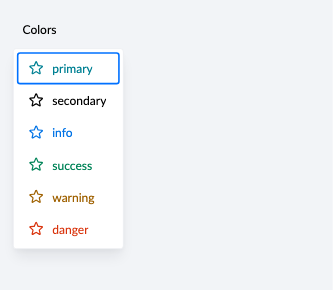 Colors
primary
secondary
info
success
warning
danger